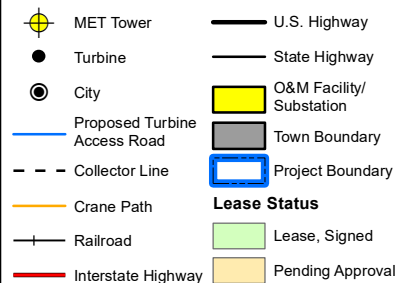 MET Tower
Turbine
City
Proposed Turbine
Access Road
Collector Line
Crane Path
Railroad
Interstate Highway
U.S. Highway
State Highway
O&M Facility/
Substation
Town Boundary
Project Boundary
Lease Status
Lease, Signed
Pending Approval